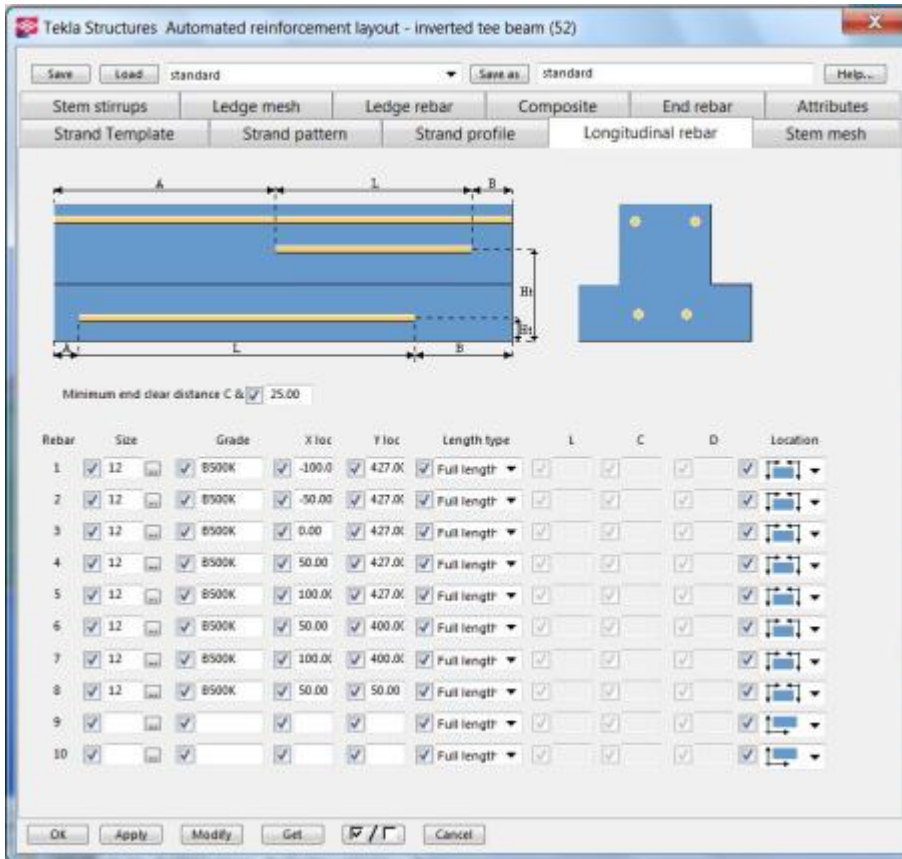 Tekla Structures Automated reinforcement layout - inverted tee beam (52)
Save Load standard Save as standard Help...
Stem stirrups Ledge mesh Ledge rebar Composite End rebar Attributes
Strand Template Strand pattern Strand profile Longitudinal rebar Stem mesh
A L B
Ht
Ht
A L B
Minimum end clear distance C & 25.00
Rebar Size Grade X loc Y loc Length type L C D Location
1 12 ... B500K -100.0 427.00 Full length
2 12 ... B500K -50.00 427.00 Full length
3 12 ... B500K 0.00 427.00 Full length
4 12 ... B500K 50.00 427.00 Full length
5 12 ... B500K 100.00 427.00 Full length
6 12 ... B500K 50.00 400.00 Full length
7 12 ... B500K 100.00 400.00 Full length
8 12 ... B500K 50.00 50.00 Full length
9 ... Full length
10 ... Full length
OK Apply Modify Get / Cancel